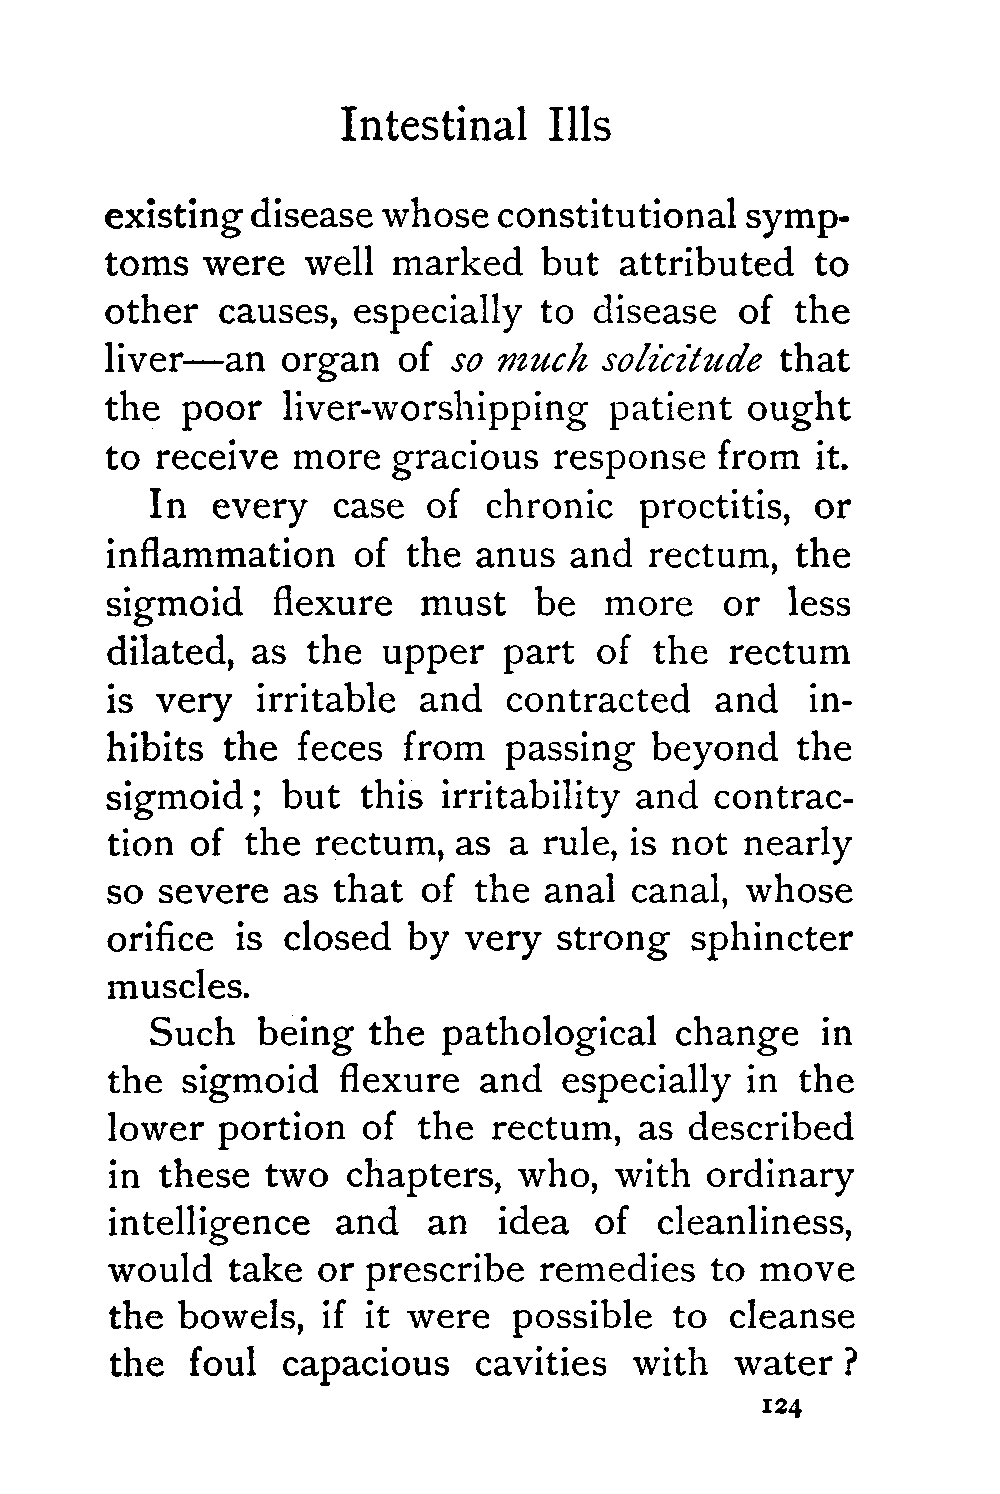 Intestinal Ills
existing disease whose constitutional symp-
toms were well marked but attributed to
other causes, especially to disease of the
liver—an organ of so much solicitude that
the poor liver-worshipping patient ought
to receive more gracious response from it.
In every case of chronic proctitis, or
inflammation of the anus and rectum, the
sigmoid flexure must be more or less
dilated, as the upper part of the rectum
is very irritable and contracted and in-
hibits the feces from passing beyond the
sigmoid ; but this irritability and contrac-
tion of the rectum, as a rule, is not nearly
so severe as that of the anal canal, whose
orifice is closed by very strong sphincter
muscles.
Such being the pathological change in
the sigmoid flexure and especially in the
lower portion of the rectum, as described
in these two chapters, who, with ordinary
intelligence and an idea of cleanliness,
would take or prescribe remedies to move
the bowels, if it were possible to cleanse
the foul capacious cavities with water ?
124